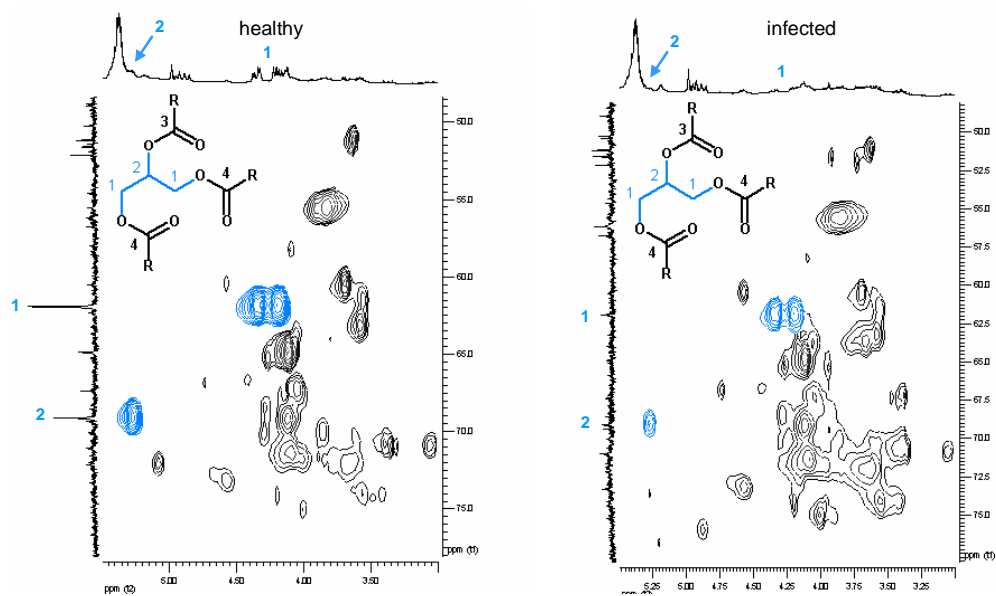 healthy
2
1
R
3
O
O
2
1
1
O
4
R
O
O
4
O
R
1
2
50.0
55.0
60.0
65.0
70.0
75.0
ppm (t1)
5.00 4.50 4.00 3.50
ppm (t2)
infected
2
1
R
3
O
O
2
1
1
O
4
R
O
O
4
O
R
1
2
50.0
52.5
55.0
57.5
60.0
62.5
65.0
67.5
70.0
72.5
75.0
ppm (t1)
5.25 5.00 4.75 4.50 4.25 4.00 3.75 3.50 3.25
ppm (t2)